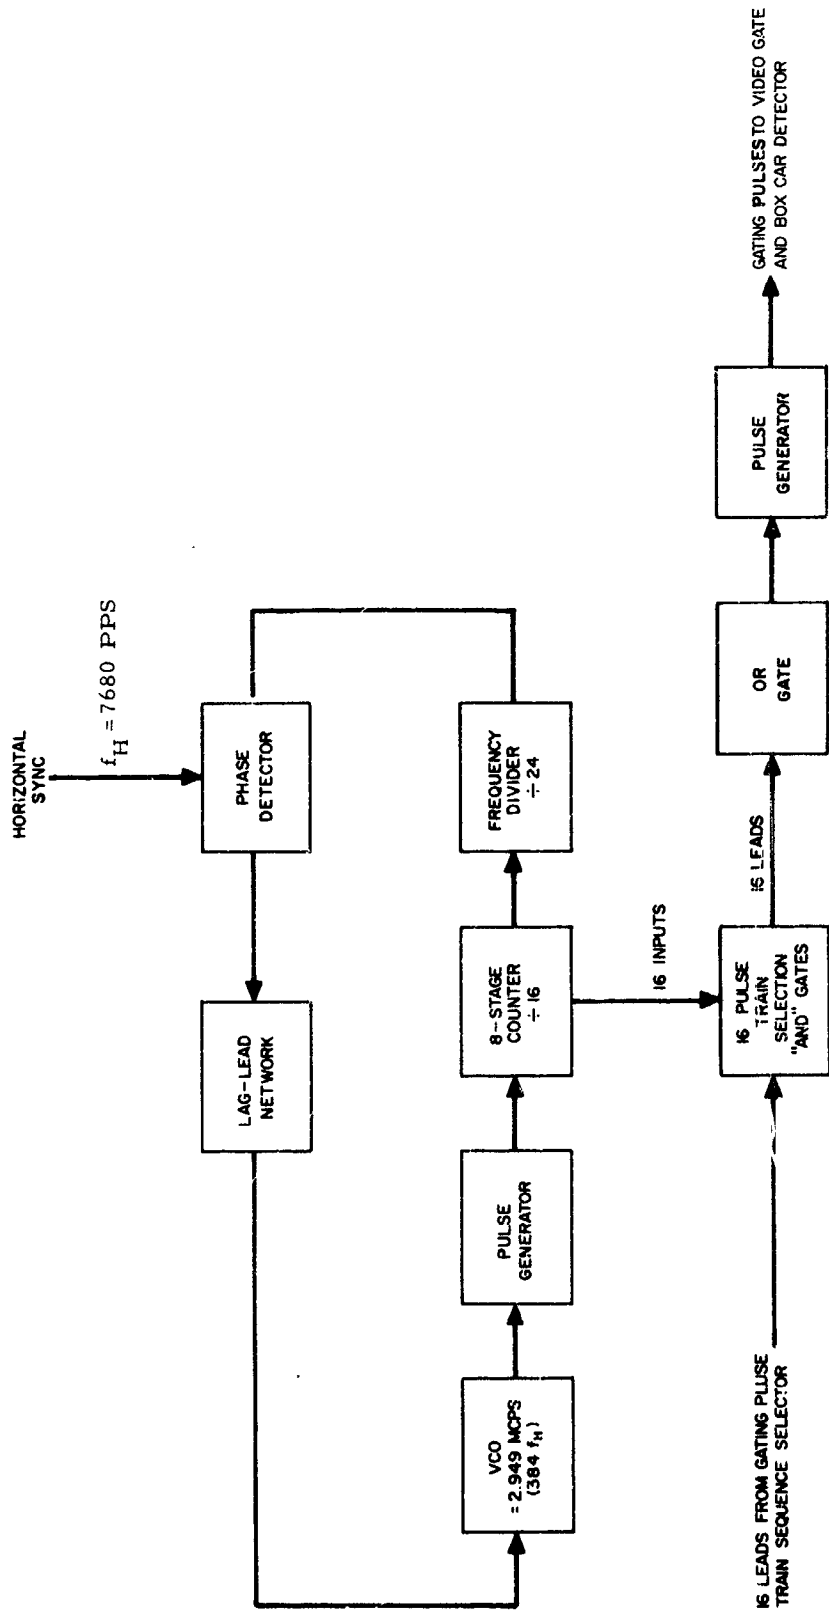 HORIZONTAL
SYNC
f_H = 7680 PPS
PHASE
DETECTOR
LAG-LEAD
NETWORK
VCO
= 2.949 MCPS
(384 f_H)
PULSE
GENERATOR
8-STAGE
COUNTER
÷ 16
FREQUENCY
DIVIDER
÷ 24
16 INPUTS
16 LEADS FROM GATING PLUSE
TRAIN SEQUENCE SELECTOR
16 PULSE
TRAIN
SELECTION
"AND" GATES
16 LEADS
OR
GATE
PULSE
GENERATOR
GATING PULSES TO VIDEO GATE
AND BOX CAR DETECTOR